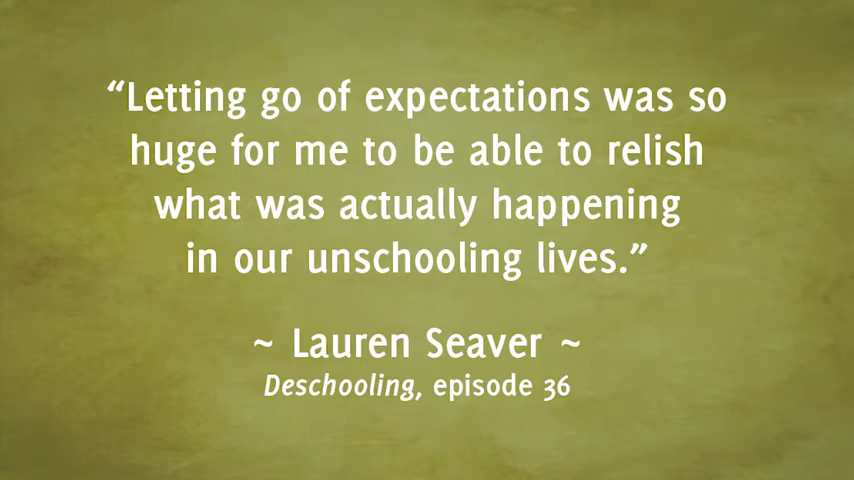 “Letting go of expectations was so
huge for me to be able to relish
what was actually happening
in our unschooling lives.”
~ Lauren Seaver ~
Deschooling, episode 36